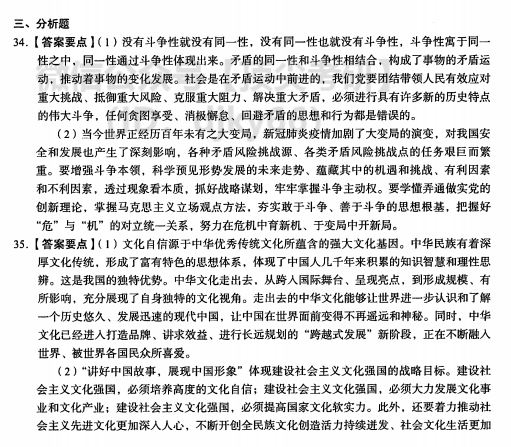 三、分析题
34.【答案要点】（1）没有斗争性就没有同一性，没有同一性也就没有斗争性，斗争性寓于同一
性之中，同一性通过斗争性体现出来。矛盾的同一性和斗争性相结合，构成了事物的矛盾运
动，推动着事物的变化发展。社会是在矛盾运动中前进的，我们党要团结带领人民有效应对
重大挑战、抵御重大风险、克服重大阻力、解决重大矛盾，必须进行具有许多新的历史特点
的伟大斗争，任何贪图享受、消极懈怠、回避矛盾的思想和行为都是错误的。
（2）当今世界正经历百年未有之大变局，新冠肺炎疫情加剧了大变局的演变，对我国安
全和发展也产生了深刻影响，各种矛盾风险挑战源、各类矛盾风险挑战点的任务艰巨而繁
重。要增强斗争本领，科学预见形势发展的未来走势、蕴藏其中的机遇和挑战、有利因素
和不利因素，透过现象看本质，抓好战略谋划，牢牢掌握斗争主动权。要学懂弄通做实党的
创新理论，掌握马克思主义立场观点方法，夯实敢于斗争、善于斗争的思想根基，把握好
“危”与“机”的对立统一关系，努力在危机中育新机、于变局中开新局。
35.【答案要点】（1）文化自信源于中华优秀传统文化所蕴含的强大文化基因。中华民族有着深
厚文化传统，形成了富有特色的思想体系，体现了中国人几千年来积累的知识智慧和理性思
辨。这是我国的独特优势。中华文化走出去，从跨入国际舞台、呈现亮点，到形成规模、有
所影响，充分展现了自身独特的文化视角。走出去的中华文化能够让世界进一步认识和了解
一个历史悠久、发展迅速的现代中国，让中国在世界面前变得不再遥远和神秘。同时，中华
文化已经进入打造品牌、讲求效益、进行长远规划的“跨越式发展”新阶段，正在不断融入
世界、被世界各国民众所喜爱。
（2）“讲好中国故事，展现中国形象”体现建设社会主义文化强国的战略目标。建设社
会主义文化强国，必须培养高度的文化自信；建设社会主义文化强国，必须大力发展文化事
业和文化产业；建设社会主义文化强国，必须提高国家文化软实力。此外，还要着力推动社
会主义先进文化更加深入人心，不断开创全民族文化创造活力持续迸发、社会文化生活更加